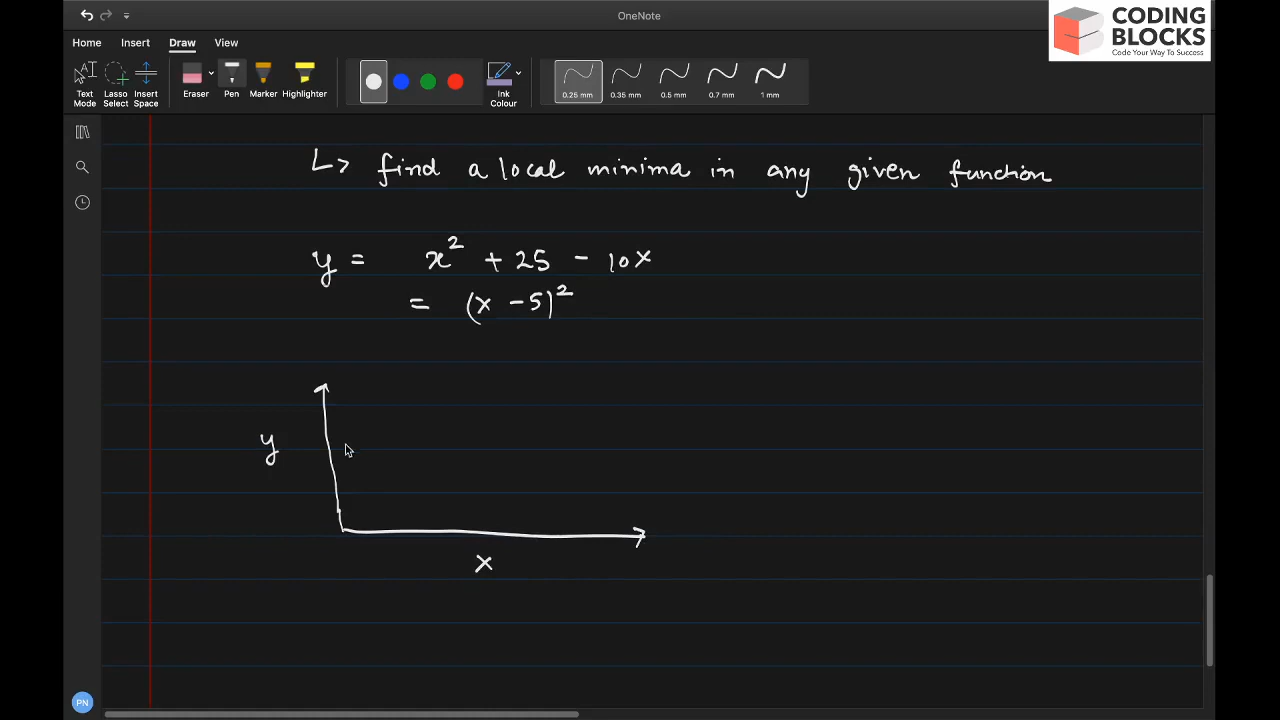 OneNote
CODING
BLOCKS
Code Your Way To Success
Home Insert Draw View
Text Mode Lasso Select Insert Space Eraser Pen Marker Highlighter Ink Colour 0.25 mm 0.35 mm 0.5 mm 0.7 mm 1 mm
L> find a local minima in any given function
y = x² + 25 - 10x
= (x - 5)²
y
x
PN